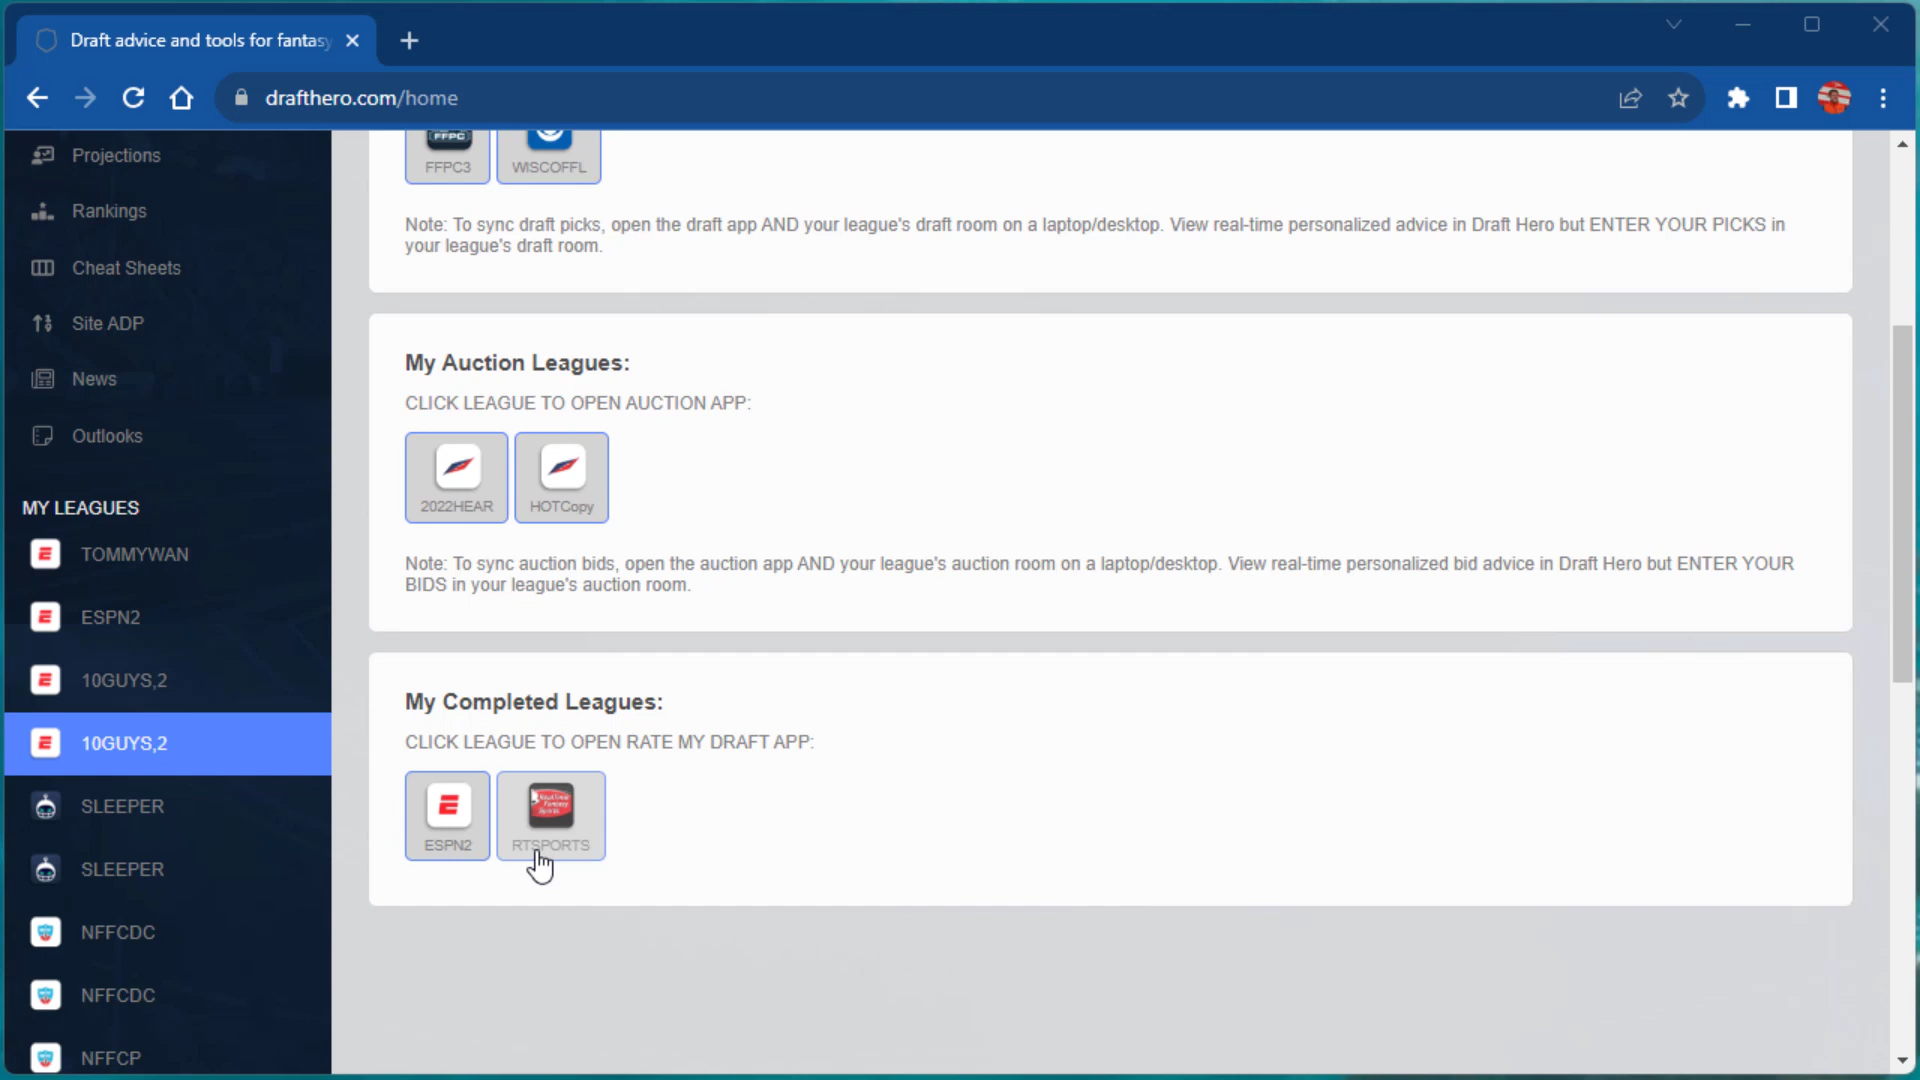 Draft advice and tools for fantasy
drafthero.com/home
Projections
Rankings
Cheat Sheets
Site ADP
News
Outlooks
MY LEAGUES
TOMMYWAN
ESPN2
10GUYS,2
10GUYS,2
SLEEPER
SLEEPER
NFFCDC
NFFCDC
NFFCP
FFPC
FFPC3
WISCOFFL
Note: To sync draft picks, open the draft app AND your league's draft room on a laptop/desktop. View real-time personalized advice in Draft Hero but ENTER YOUR PICKS in
your league's draft room.
My Auction Leagues:
CLICK LEAGUE TO OPEN AUCTION APP:
2022HEAR
HOTCopy
Note: To sync auction bids, open the auction app AND your league's auction room on a laptop/desktop. View real-time personalized bid advice in Draft Hero but ENTER YOUR
BIDS in your league's auction room.
My Completed Leagues:
CLICK LEAGUE TO OPEN RATE MY DRAFT APP:
ESPN2
RTSPORTS